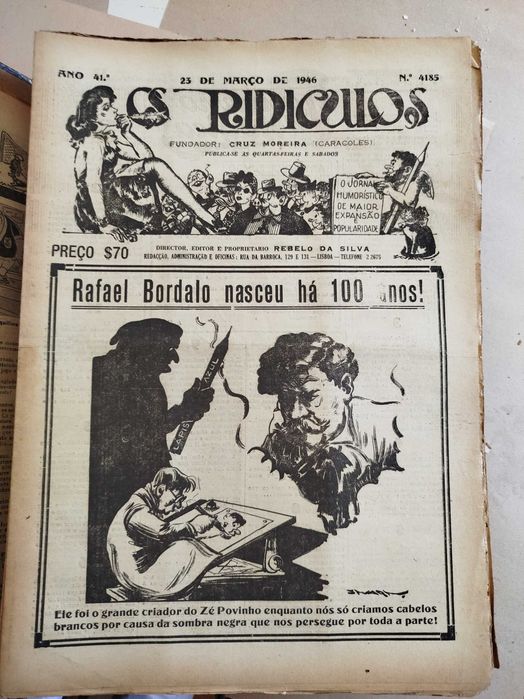 ANO 41.º 23 DE MARÇO DE 1946 N.º 4185
OS RIDICULOS
FUNDADOR: CRUZ MOREIRA (CARACOLES)
PUBLICA-SE ÀS QUARTAS-FEIRAS E SABADOS
O JORNAL
HUMORÍSTICO
DE MAIOR
EXPANSÃO
E
POPULARIDADE
PREÇO $70
DIRECTOR, EDITOR E PROPRIETARIO REBELO DA SILVA
REDACÇÃO, ADMINISTRAÇÃO E OFICINAS: RUA DA BARROCA, 129 E 131—LISBOA—TELEFONE 2 2675
Rafael Bordalo nasceu há 100 anos!
LAPIS AZUL
Ele foi o grande criador do Zé Povinho enquanto nós só criamos cabelos
brancos por causa da sombra negra que nos persegue por toda a parte!